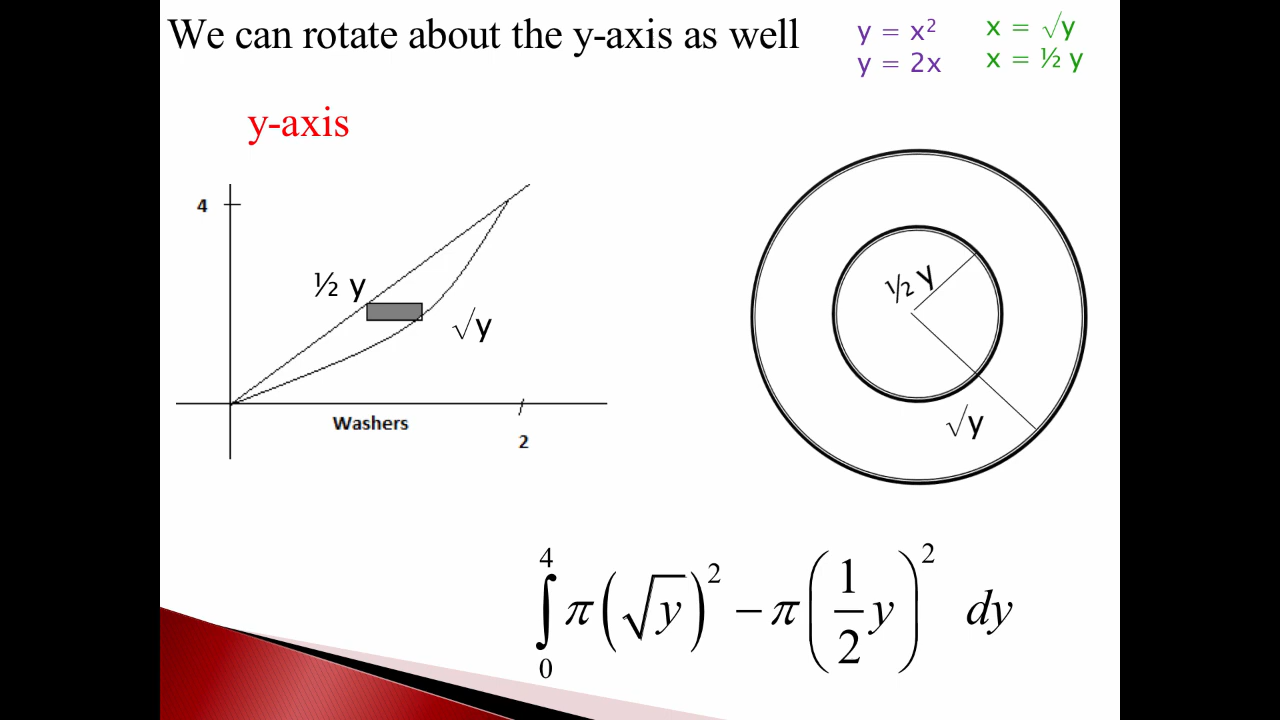 We can rotate about the y-axis as well
y = x²
y = 2x
x = √y
x = ½ y
y-axis
4
½ y
√y
Washers
2
½ y
√y
∫₀⁴ π(√y)² − π(1/2 y)² dy